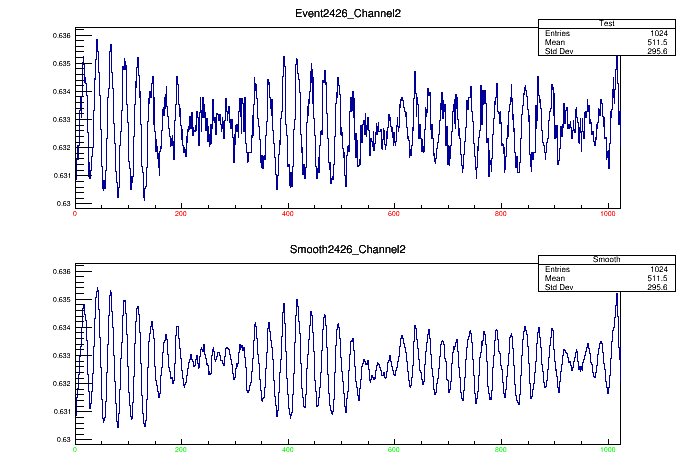 Event2426_Channel2
Test
Entries 1024
Mean 511.5
Std Dev 295.6
0.636
0.635
0.634
0.633
0.632
0.631
0.63
0 200 400 600 800 1000
Smooth2426_Channel2
Smooth
Entries 1024
Mean 511.5
Std Dev 295.6
0.636
0.635
0.634
0.633
0.632
0.631
0.63
0 200 400 600 800 1000